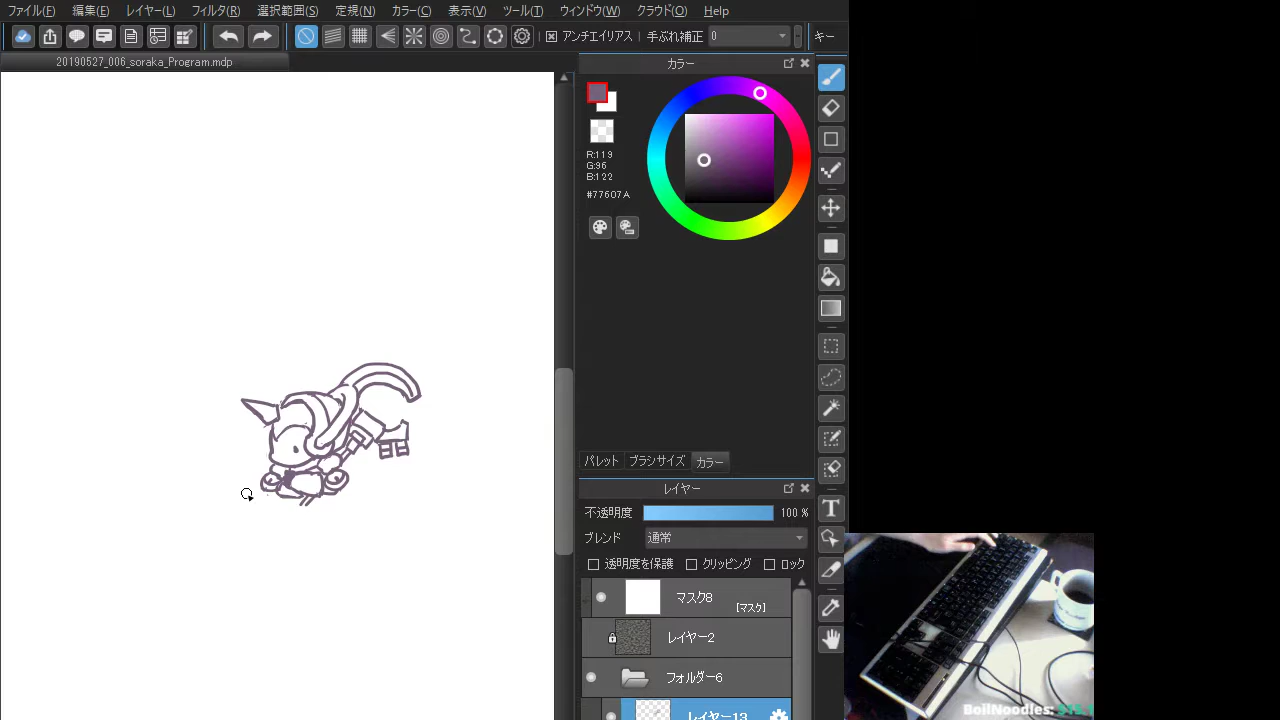 ファイル(F) 編集(E) レイヤー(L) フィルタ(R) 選択範囲(S) 定規(N) カラー(C) 表示(V) ツール(T) ウィンドウ(W) クラウド(O) Help
アンチエイリアス 手ぶれ補正 0 キー
20190527_006_soraka_Program.mdp
カラー
R:119
G:96
B:122
#77607A
パレット ブラシサイズ カラー
レイヤー
不透明度 100 %
ブレンド 通常
透明度を保護 クリッピング ロック
マスク8
[マスク]
レイヤー2
フォルダー6
レイヤー13
T
BoilNoodles: